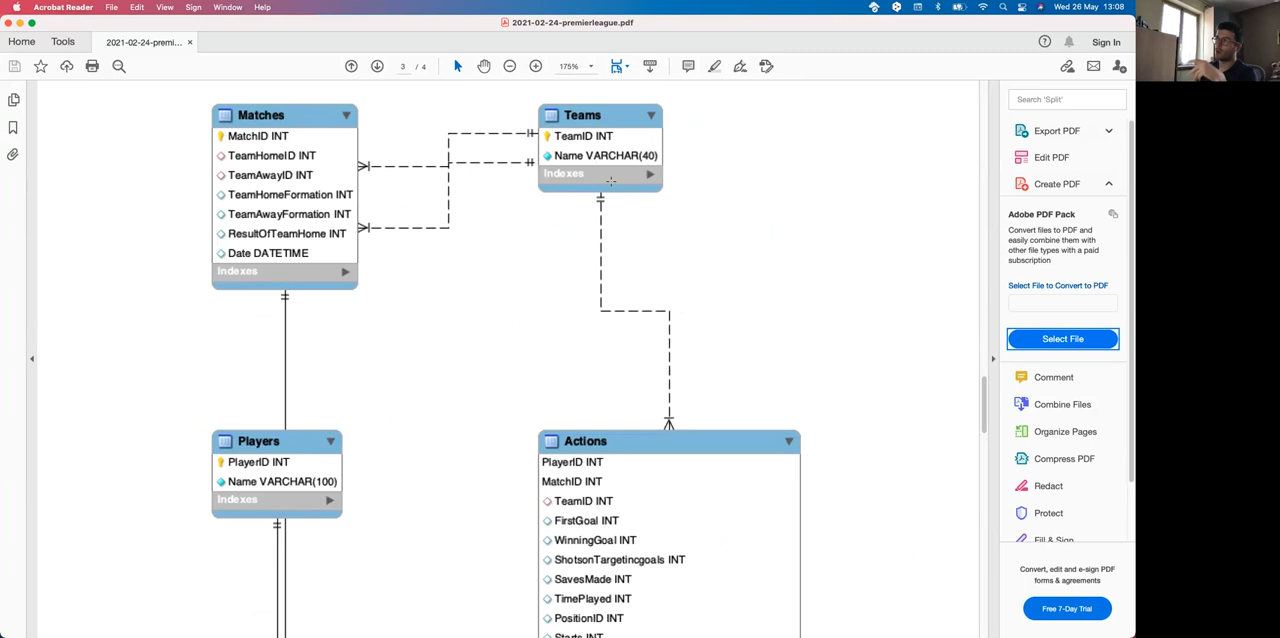 Acrobat Reader File Edit View Sign Window Help Wed 26 May 13:08
2021-02-24-premierleague.pdf
Home Tools 2021-02-24-premi... × Sign In
3 / 4 175%
Matches
MatchID INT
TeamHomeID INT
TeamAwayID INT
TeamHomeFormation INT
TeamAwayFormation INT
ResultOfTeamHome INT
Date DATETIME
Indexes
Teams
TeamID INT
Name VARCHAR(40)
Indexes
Players
PlayerID INT
Name VARCHAR(100)
Indexes
Actions
PlayerID INT
MatchID INT
TeamID INT
FirstGoal INT
WinningGoal INT
ShotsonTargetincgoals INT
SavesMade INT
TimePlayed INT
PositionID INT
Starts INT
Search 'Split'
Export PDF
Edit PDF
Create PDF
Adobe PDF Pack
Convert files to PDF and
easily combine them with
other file types with a paid
subscription
Select File to Convert to PDF
Select File
Comment
Combine Files
Organize Pages
Compress PDF
Redact
Protect
Fill & Sign
Convert, edit and e-sign PDF
forms & agreements
Free 7-Day Trial